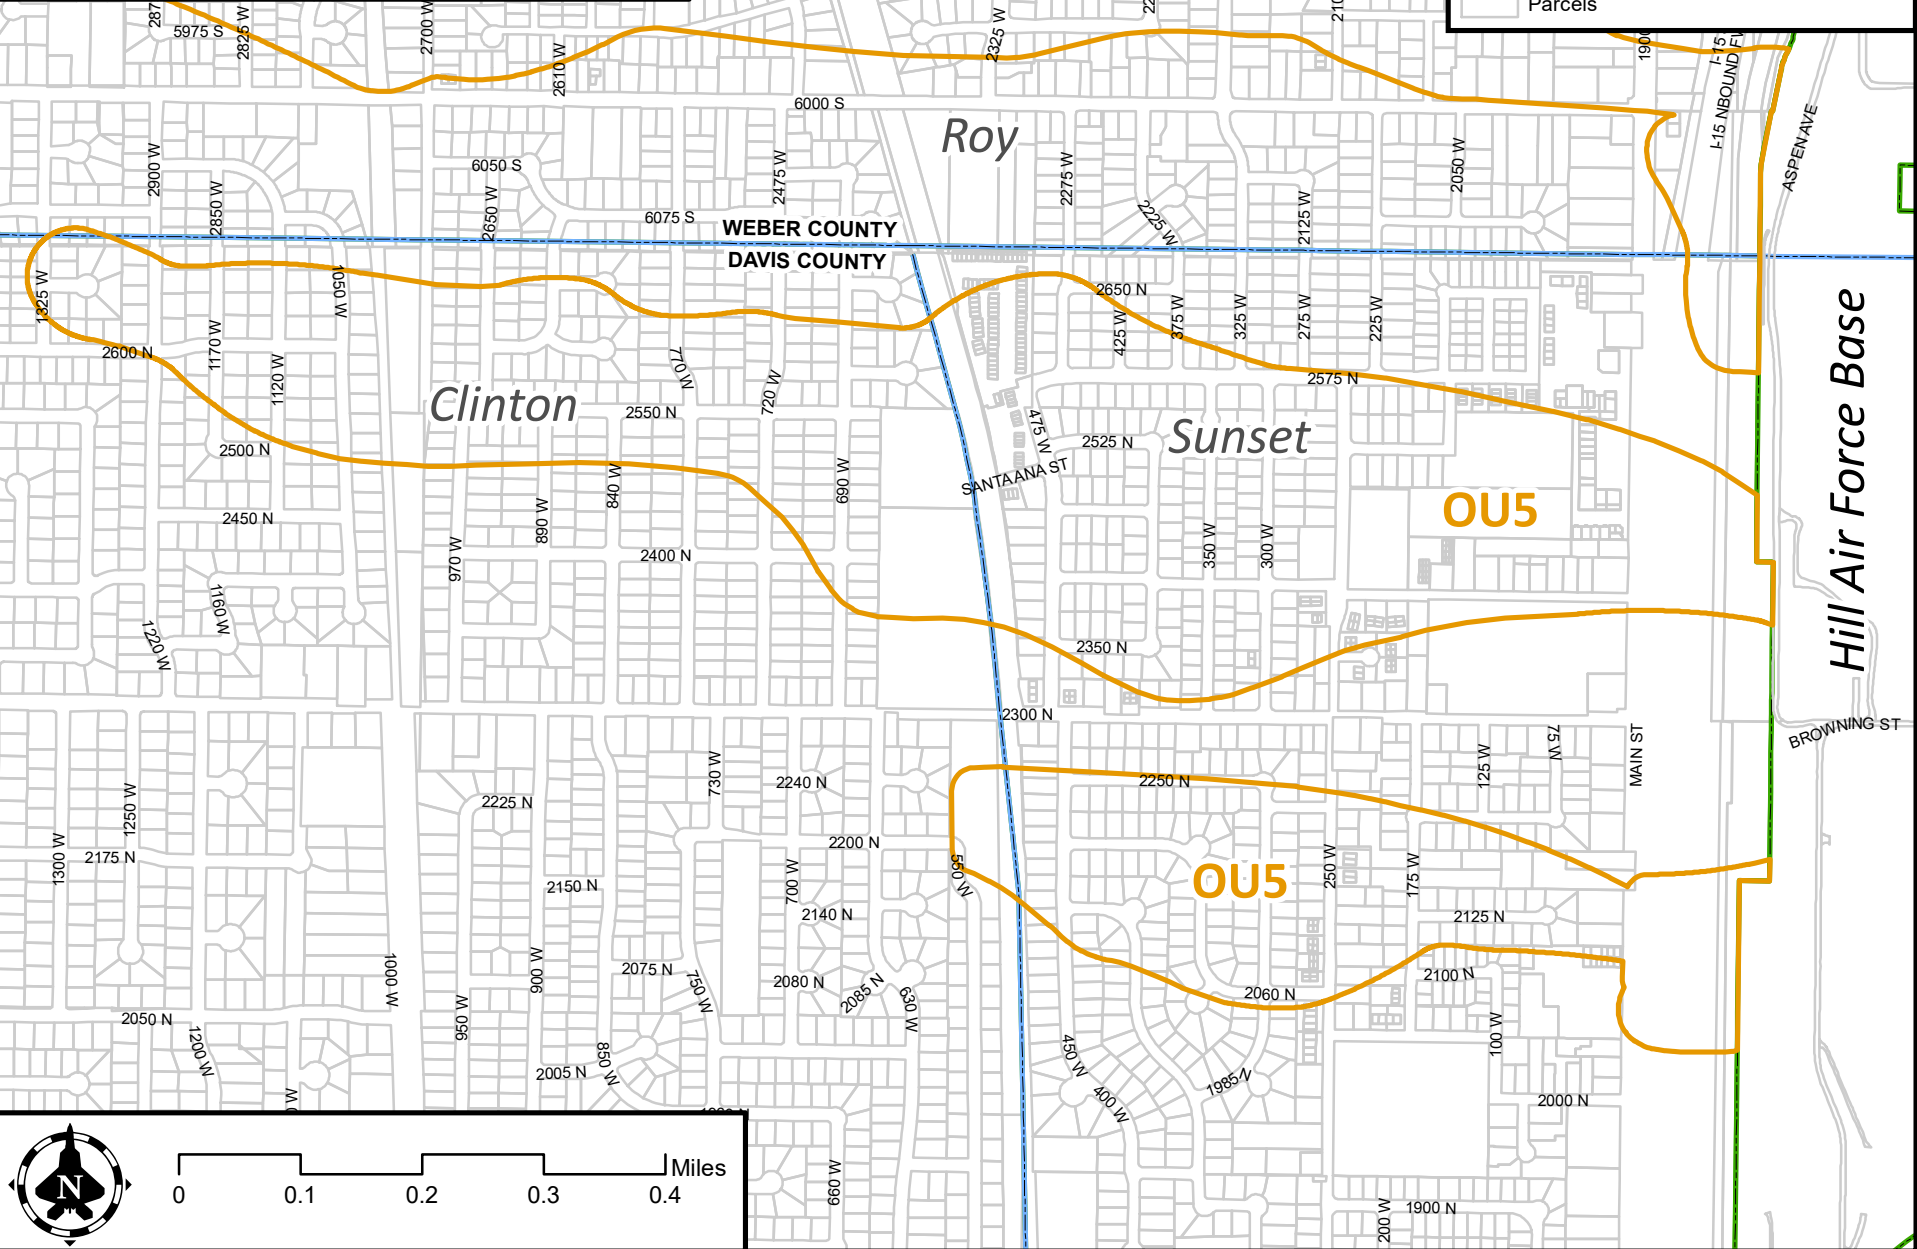 Parcels
5975 S
2825 W
2700 W
2610 W
2325 W
I-15 NBOUND
ASPEN AVE
6000 S
Roy
2900 W
2850 W
6050 S
2650 W
2475 W
6075 S
2275 W
2225 W
2125 W
2050 W
WEBER COUNTY
DAVIS COUNTY
1325 W
1050 W
2650 N
425 W
375 W
325 W
275 W
225 W
2600 N
1170 W
1120 W
770 W
720 W
2575 N
Hill Air Force Base
Clinton
2550 N
475 W
2525 N
Sunset
2500 N
840 W
690 W
SANTA ANA ST
OU5
2450 N
890 W
970 W
2400 N
350 W
300 W
1160 W
1220 W
2350 N
2300 N
BROWNING ST
MAIN ST
75 W
125 W
730 W
2240 N
2250 N
2225 N
1250 W
1300 W
2175 N
2200 N
550 W
2150 N
700 W
OU5
250 W
175 W
2140 N
2125 N
900 W
1000 W
2075 N
750 W
2080 N
2085 N
630 W
2060 N
2100 N
2050 N
1200 W
950 W
850 W
2005 N
450 W
400 W
1985 N
100 W
2000 N
660 W
200 W
1900 N
N
Miles
0 0.1 0.2 0.3 0.4